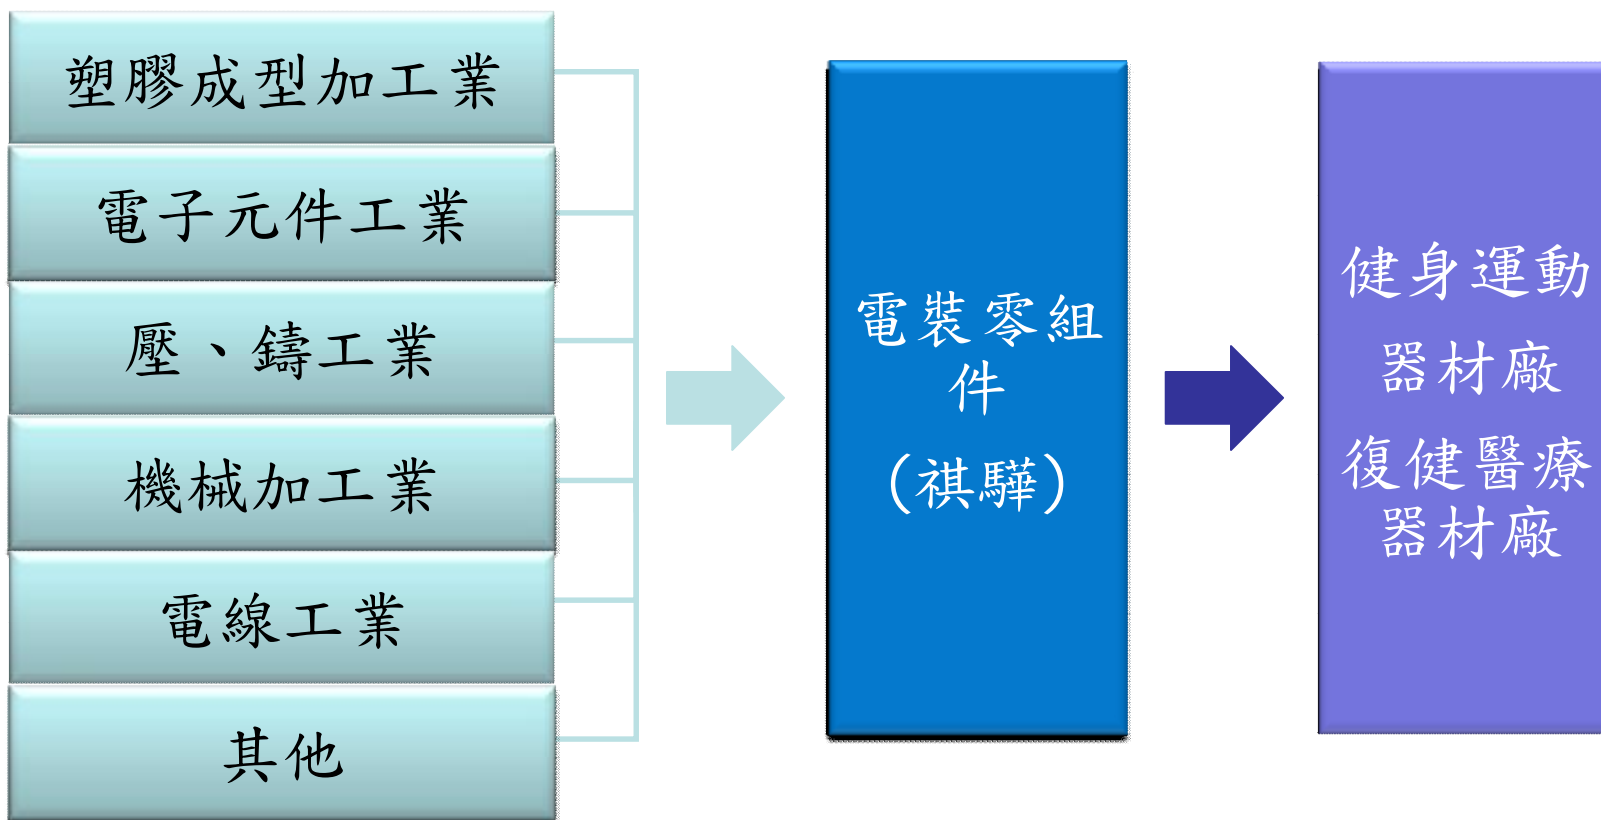 塑膠成型加工業
電子元件工業
壓、鑄工業
機械加工業
電線工業
其他
電裝零組
件
（祺驊）
健身運動
器材廠
復健醫療
器材廠